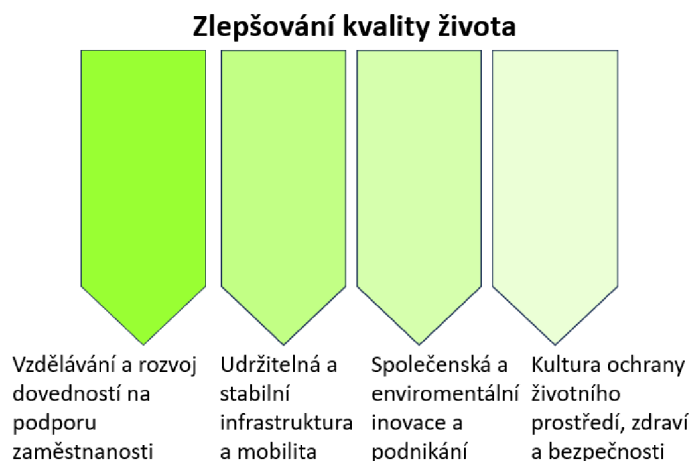 Zlepšování kvality života
Vzdělávání a rozvoj
dovedností na
podporu
zaměstnanosti
Udržitelná a
stabilní
infrastruktura
a mobilita
Společenská a
enviromentální
inovace a
podnikání
Kultura ochrany
životního
prostředí, zdraví
a bezpečnosti